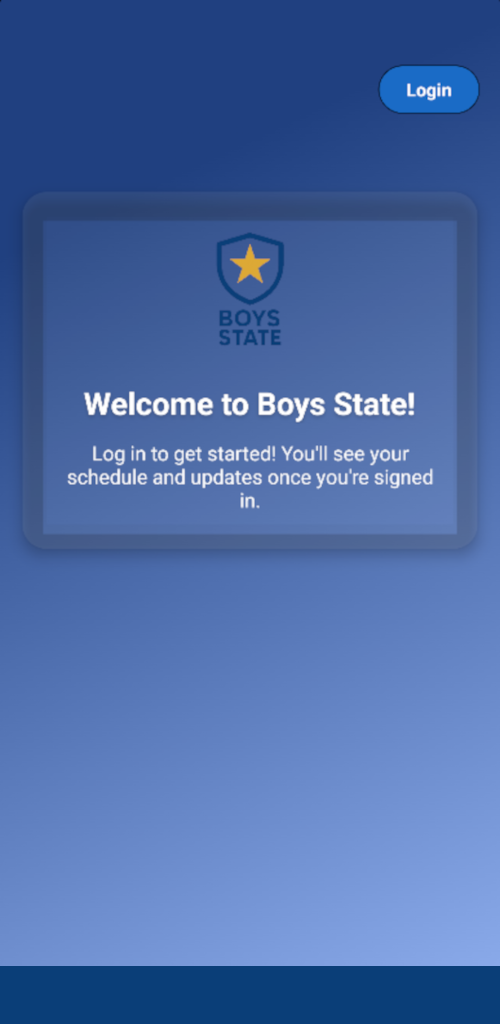 Login
BOYS
STATE
Welcome to Boys State!
Log in to get started! You'll see your
schedule and updates once you're signed
in.